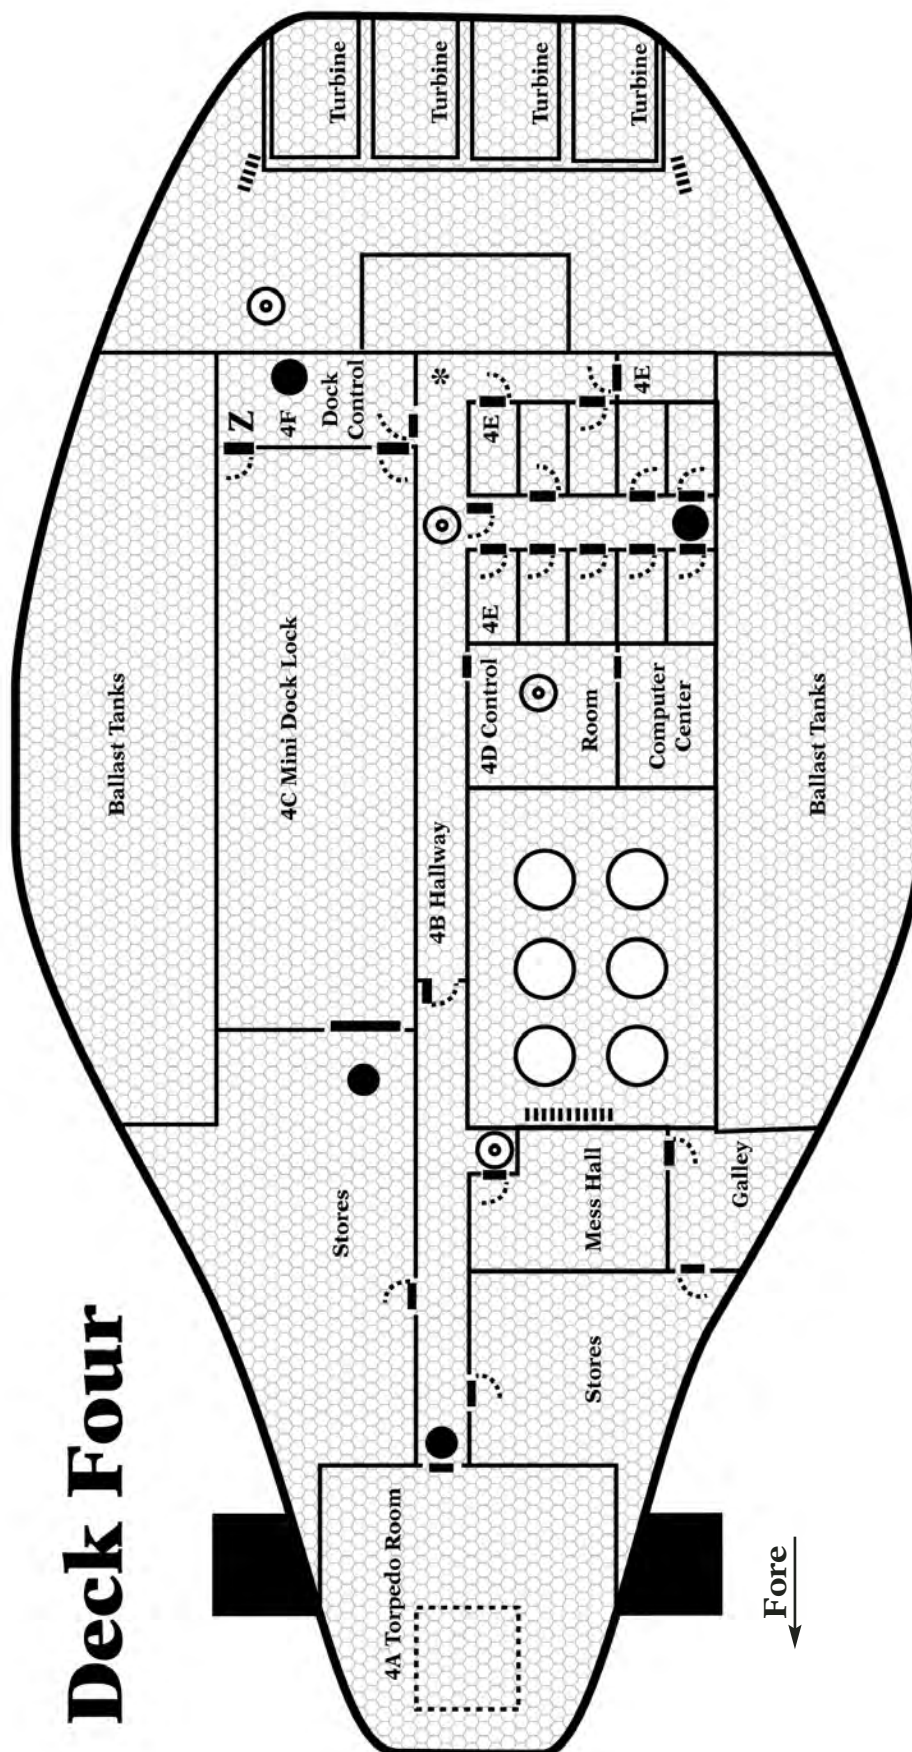 Deck Four
Turbine
Turbine
Turbine
Turbine
Ballast Tanks
Z
4F
Dock
Control
*
4E
4E
4E
4C Mini Dock Lock
4B Hallway
4D Control
Room
Computer
Center
Ballast Tanks
Stores
Mess Hall
Galley
Stores
4A Torpedo Room
Fore